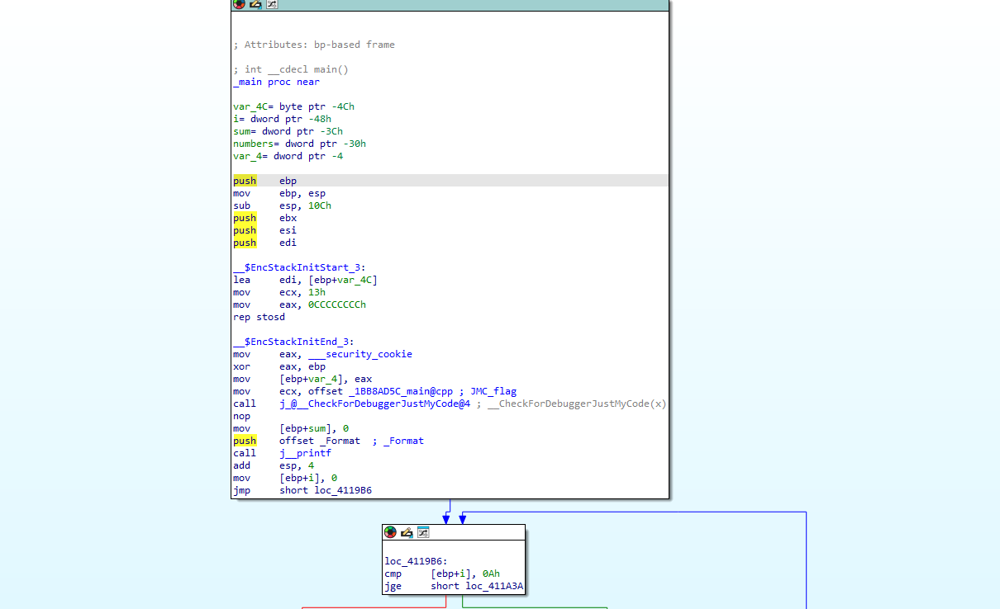 ; Attributes: bp-based frame
; int __cdecl main()
_main proc near
var_4C= byte ptr -4Ch
i= dword ptr -48h
sum= dword ptr -3Ch
numbers= dword ptr -30h
var_4= dword ptr -4
push ebp
mov ebp, esp
sub esp, 10Ch
push ebx
push esi
push edi
__$EncStackInitStart_3:
lea edi, [ebp+var_4C]
mov ecx, 13h
mov eax, 0CCCCCCCCh
rep stosd
__$EncStackInitEnd_3:
mov eax, ___security_cookie
xor eax, ebp
mov [ebp+var_4], eax
mov ecx, offset _1BB8AD5C_main@cpp ; JMC_flag
call j_@__CheckForDebuggerJustMyCode@4 ; __CheckForDebuggerJustMyCode(x)
nop
mov [ebp+sum], 0
push offset _Format ; _Format
call j__printf
add esp, 4
mov [ebp+i], 0
jmp short loc_4119B6
loc_4119B6:
cmp [ebp+i], 0Ah
jge short loc_411A3A